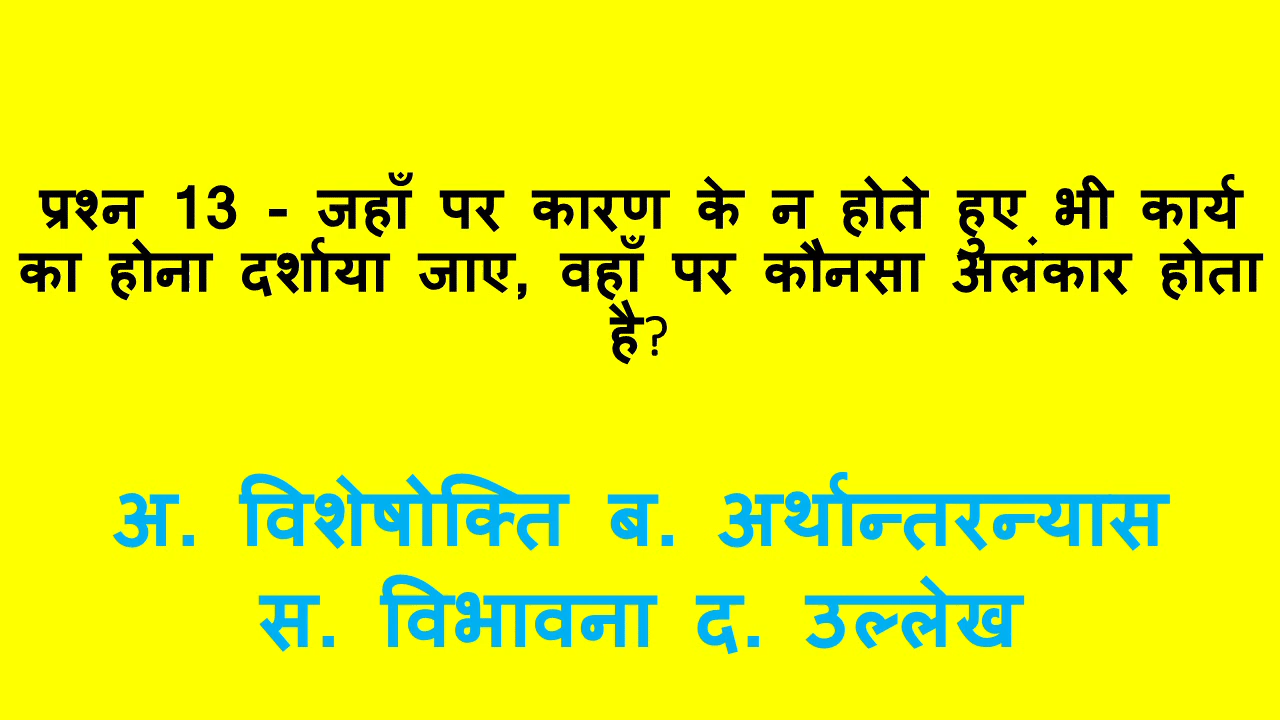 प्रश्न 13 - जहाँ पर कारण के न होते हुए भी कार्य
का होना दर्शाया जाए, वहाँ पर कौनसा अलंकार होता
है?
अ. विशेषोक्ति ब. अर्थान्तरन्यास
स. विभावना द. उल्लेख